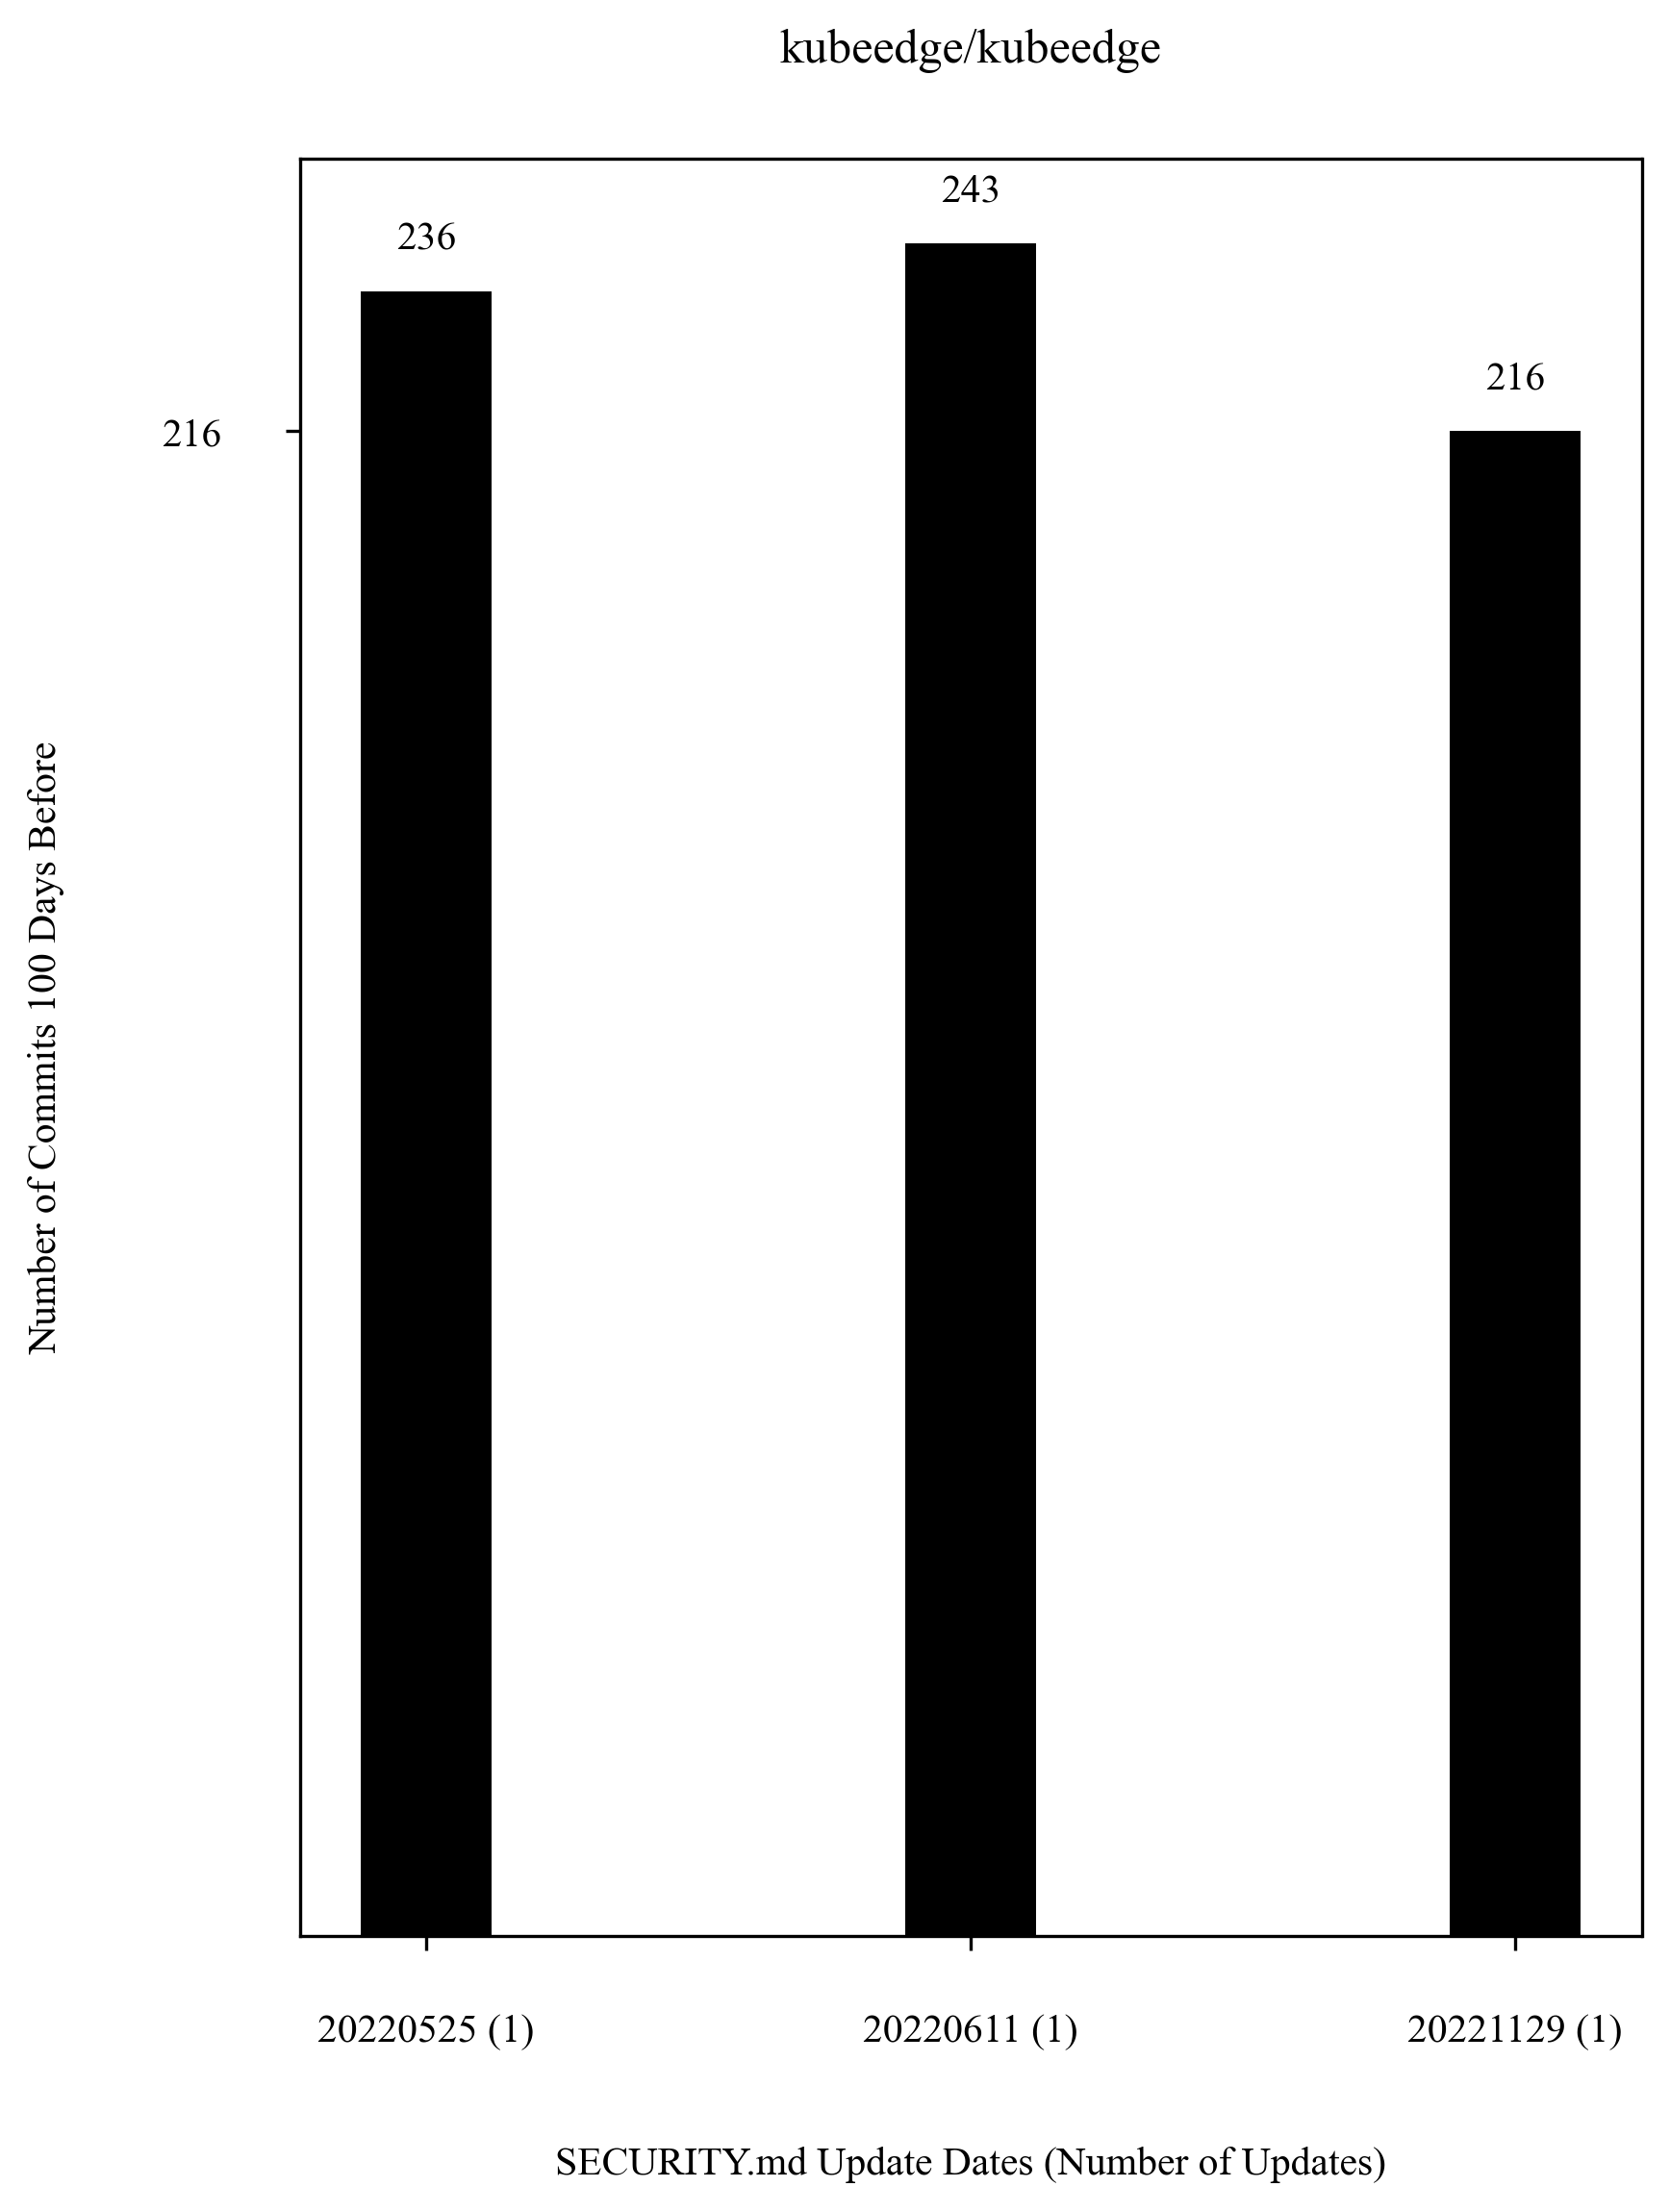 kubeedge/kubeedge
243
236
216
216
Number of Commits 100 Days Before
20220525 (1)
20220611 (1)
20221129 (1)
SECURITY.md Update Dates (Number of Updates)